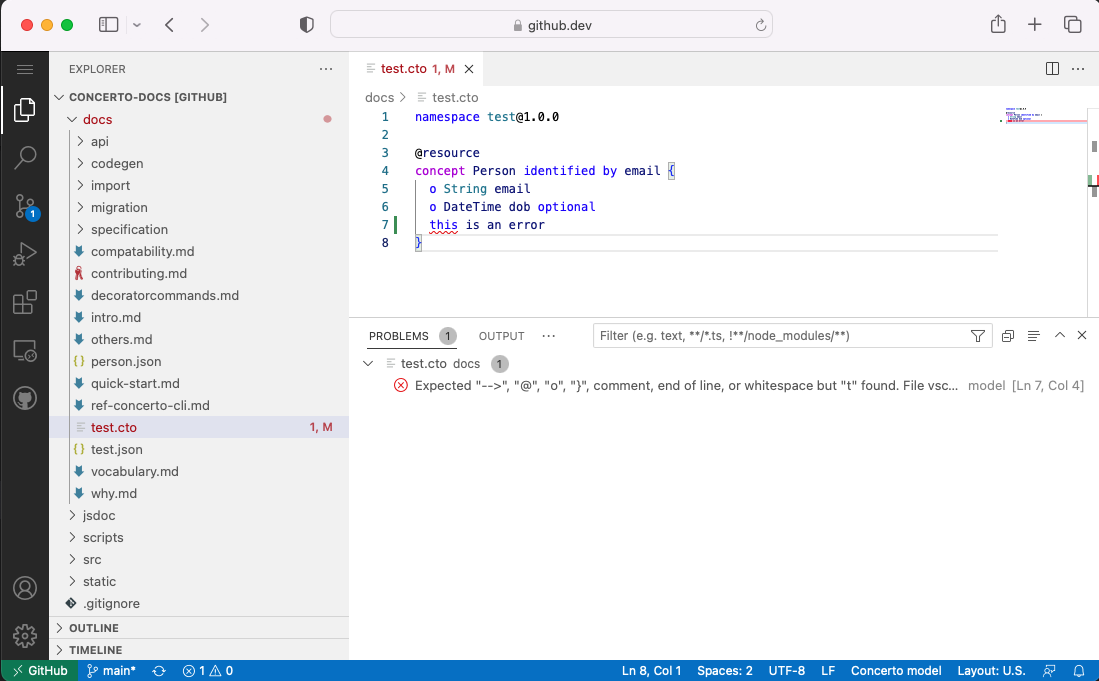 github.dev
EXPLORER
CONCERTO-DOCS [GITHUB]
docs
api
codegen
import
migration
specification
compatability.md
contributing.md
decoratorcommands.md
intro.md
others.md
person.json
quick-start.md
ref-concerto-cli.md
test.cto 1, M
test.json
vocabulary.md
why.md
jsdoc
scripts
src
static
.gitignore
OUTLINE
TIMELINE
1
test.cto 1, M
docs > test.cto
1 namespace test@1.0.0
2
3 @resource
4 concept Person identified by email {
5 o String email
6 o DateTime dob optional
7 this is an error
8 }
PROBLEMS 1 OUTPUT ··· Filter (e.g. text, **/*.ts, !**/node_modules/**)
test.cto docs 1
Expected "-->", "@", "o", "}", comment, end of line, or whitespace but "t" found. File vsc... model [Ln 7, Col 4]
GitHub main* 1 0 Ln 8, Col 1 Spaces: 2 UTF-8 LF Concerto model Layout: U.S.